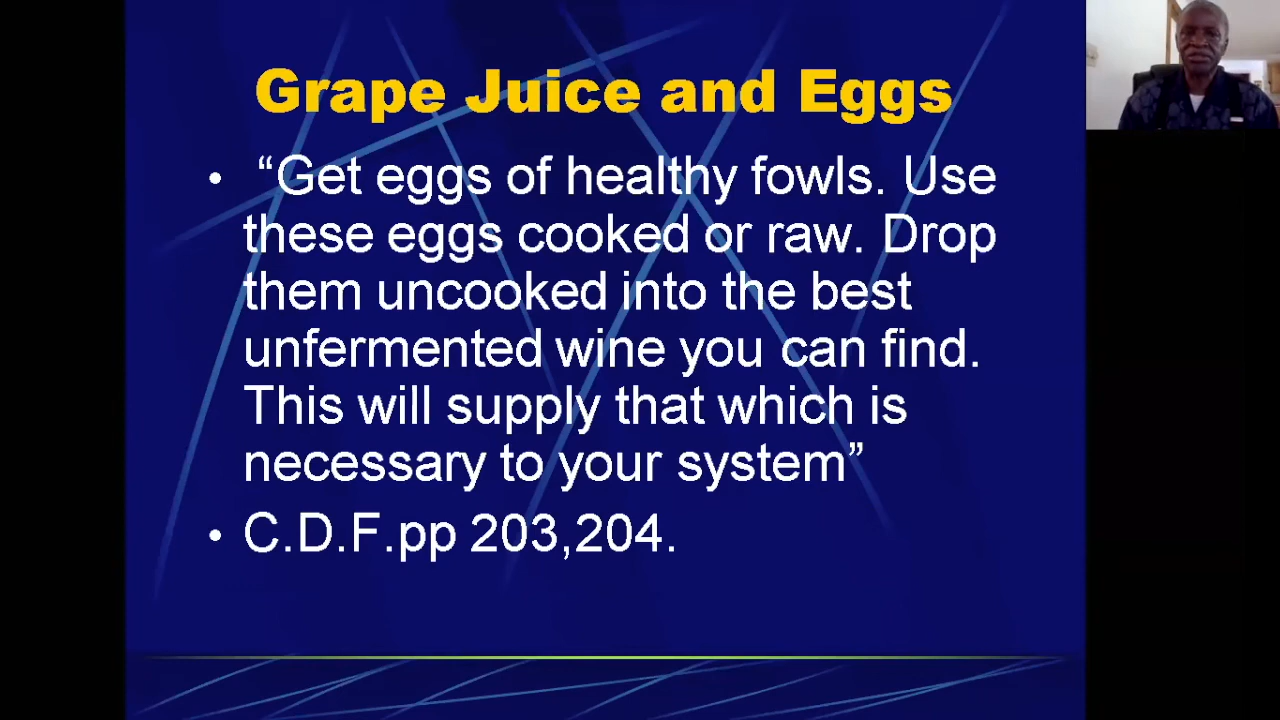 Grape Juice and Eggs
• “Get eggs of healthy fowls. Use
these eggs cooked or raw. Drop
them uncooked into the best
unfermented wine you can find.
This will supply that which is
necessary to your system”
• C.D.F.pp 203,204.